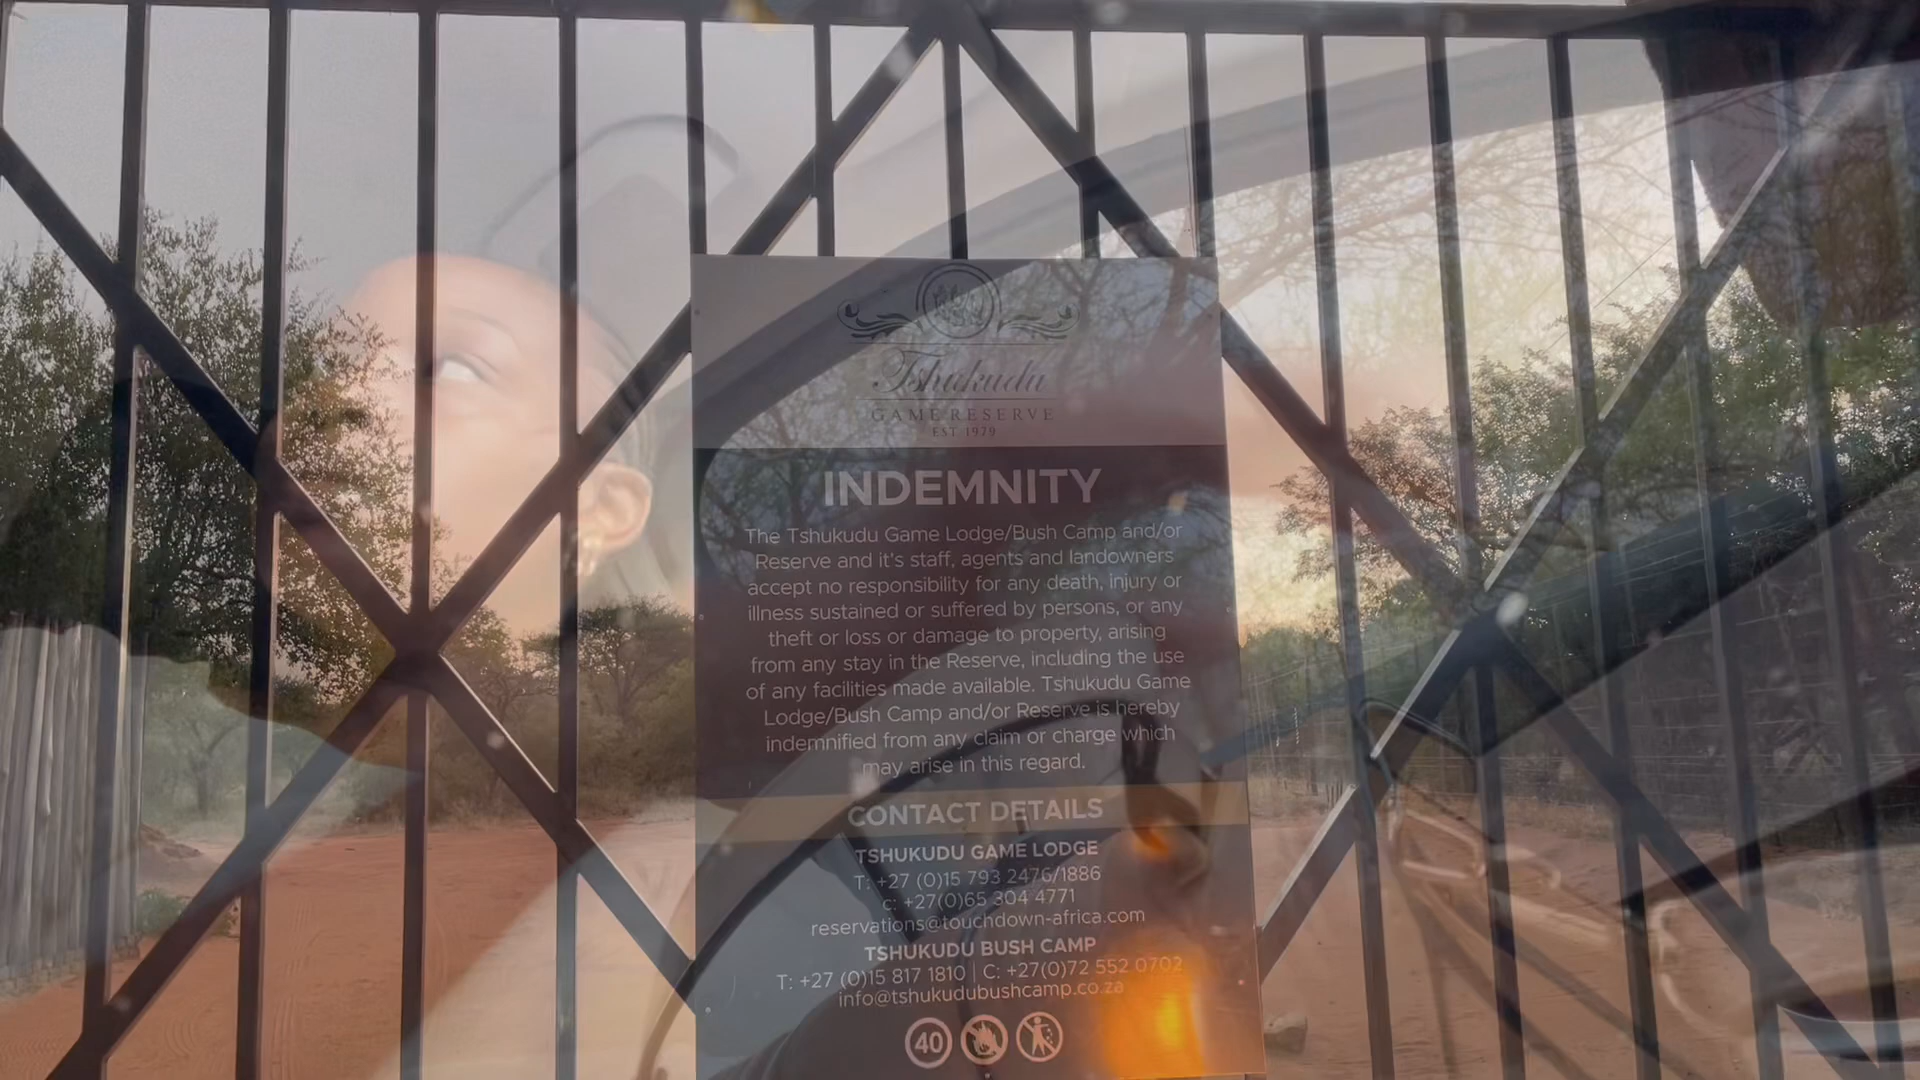 Tshukudu
GAME RESERVE
EST 1979
INDEMNITY
The Tshukudu Game Lodge/Bush Camp and/or
Reserve and it's staff, agents and landowners
accept no responsibility for any death, injury or
illness sustained or suffered by persons, or any
theft or loss or damage to property, arising
from any stay in the Reserve, including the use
of any facilities made available. Tshukudu Game
Lodge/Bush Camp and/or Reserve is hereby
indemnified from any claim or charge which
may arise in this regard.
CONTACT DETAILS
TSHUKUDU GAME LODGE
T: +27 (0)15 793 2476/1886
c: +27(0)65 304 4771
reservations@touchdown-africa.com
TSHUKUDU BUSH CAMP
T: +27 (0)15 817 1810 | C: +27(0)72 552 0702
info@tshukudubushcamp.co.za
40